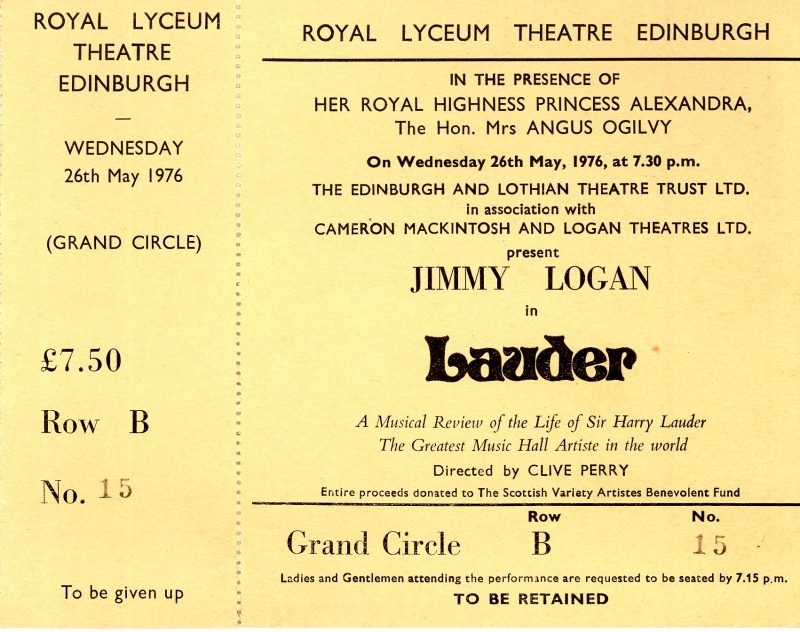 ROYAL LYCEUM
THEATRE
EDINBURGH
—
WEDNESDAY
26th May 1976
(GRAND CIRCLE)
£7.50
Row B
No. 15
To be given up
ROYAL LYCEUM THEATRE EDINBURGH
IN THE PRESENCE OF
HER ROYAL HIGHNESS PRINCESS ALEXANDRA,
The Hon. Mrs ANGUS OGILVY
On Wednesday 26th May, 1976, at 7.30 p.m.
THE EDINBURGH AND LOTHIAN THEATRE TRUST LTD.
in association with
CAMERON MACKINTOSH AND LOGAN THEATRES LTD.
present
JIMMY LOGAN
in
Lauder
A Musical Review of the Life of Sir Harry Lauder
The Greatest Music Hall Artiste in the world
Directed by CLIVE PERRY
Entire proceeds donated to The Scottish Variety Artistes Benevolent Fund
Row No.
Grand Circle B 15
Ladies and Gentlemen attending the performance are requested to be seated by 7.15 p.m.
TO BE RETAINED